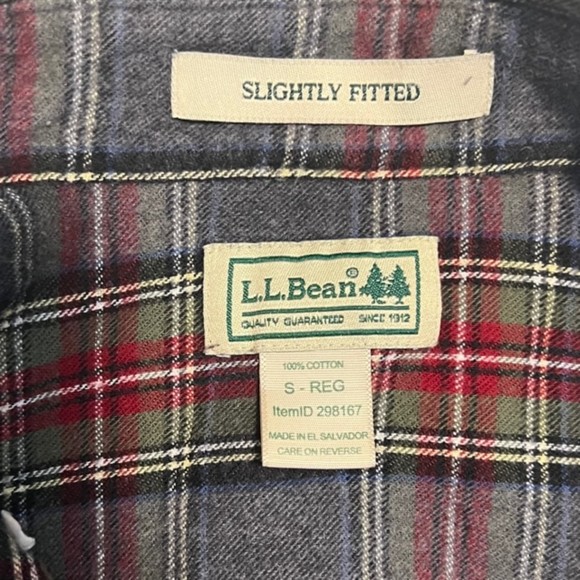 SLIGHTLY FITTED
L.L.Bean®
QUALITY GUARANTEED SINCE 1912
100% COTTON
S - REG
ItemID 298167
MADE IN EL SALVADOR
CARE ON REVERSE